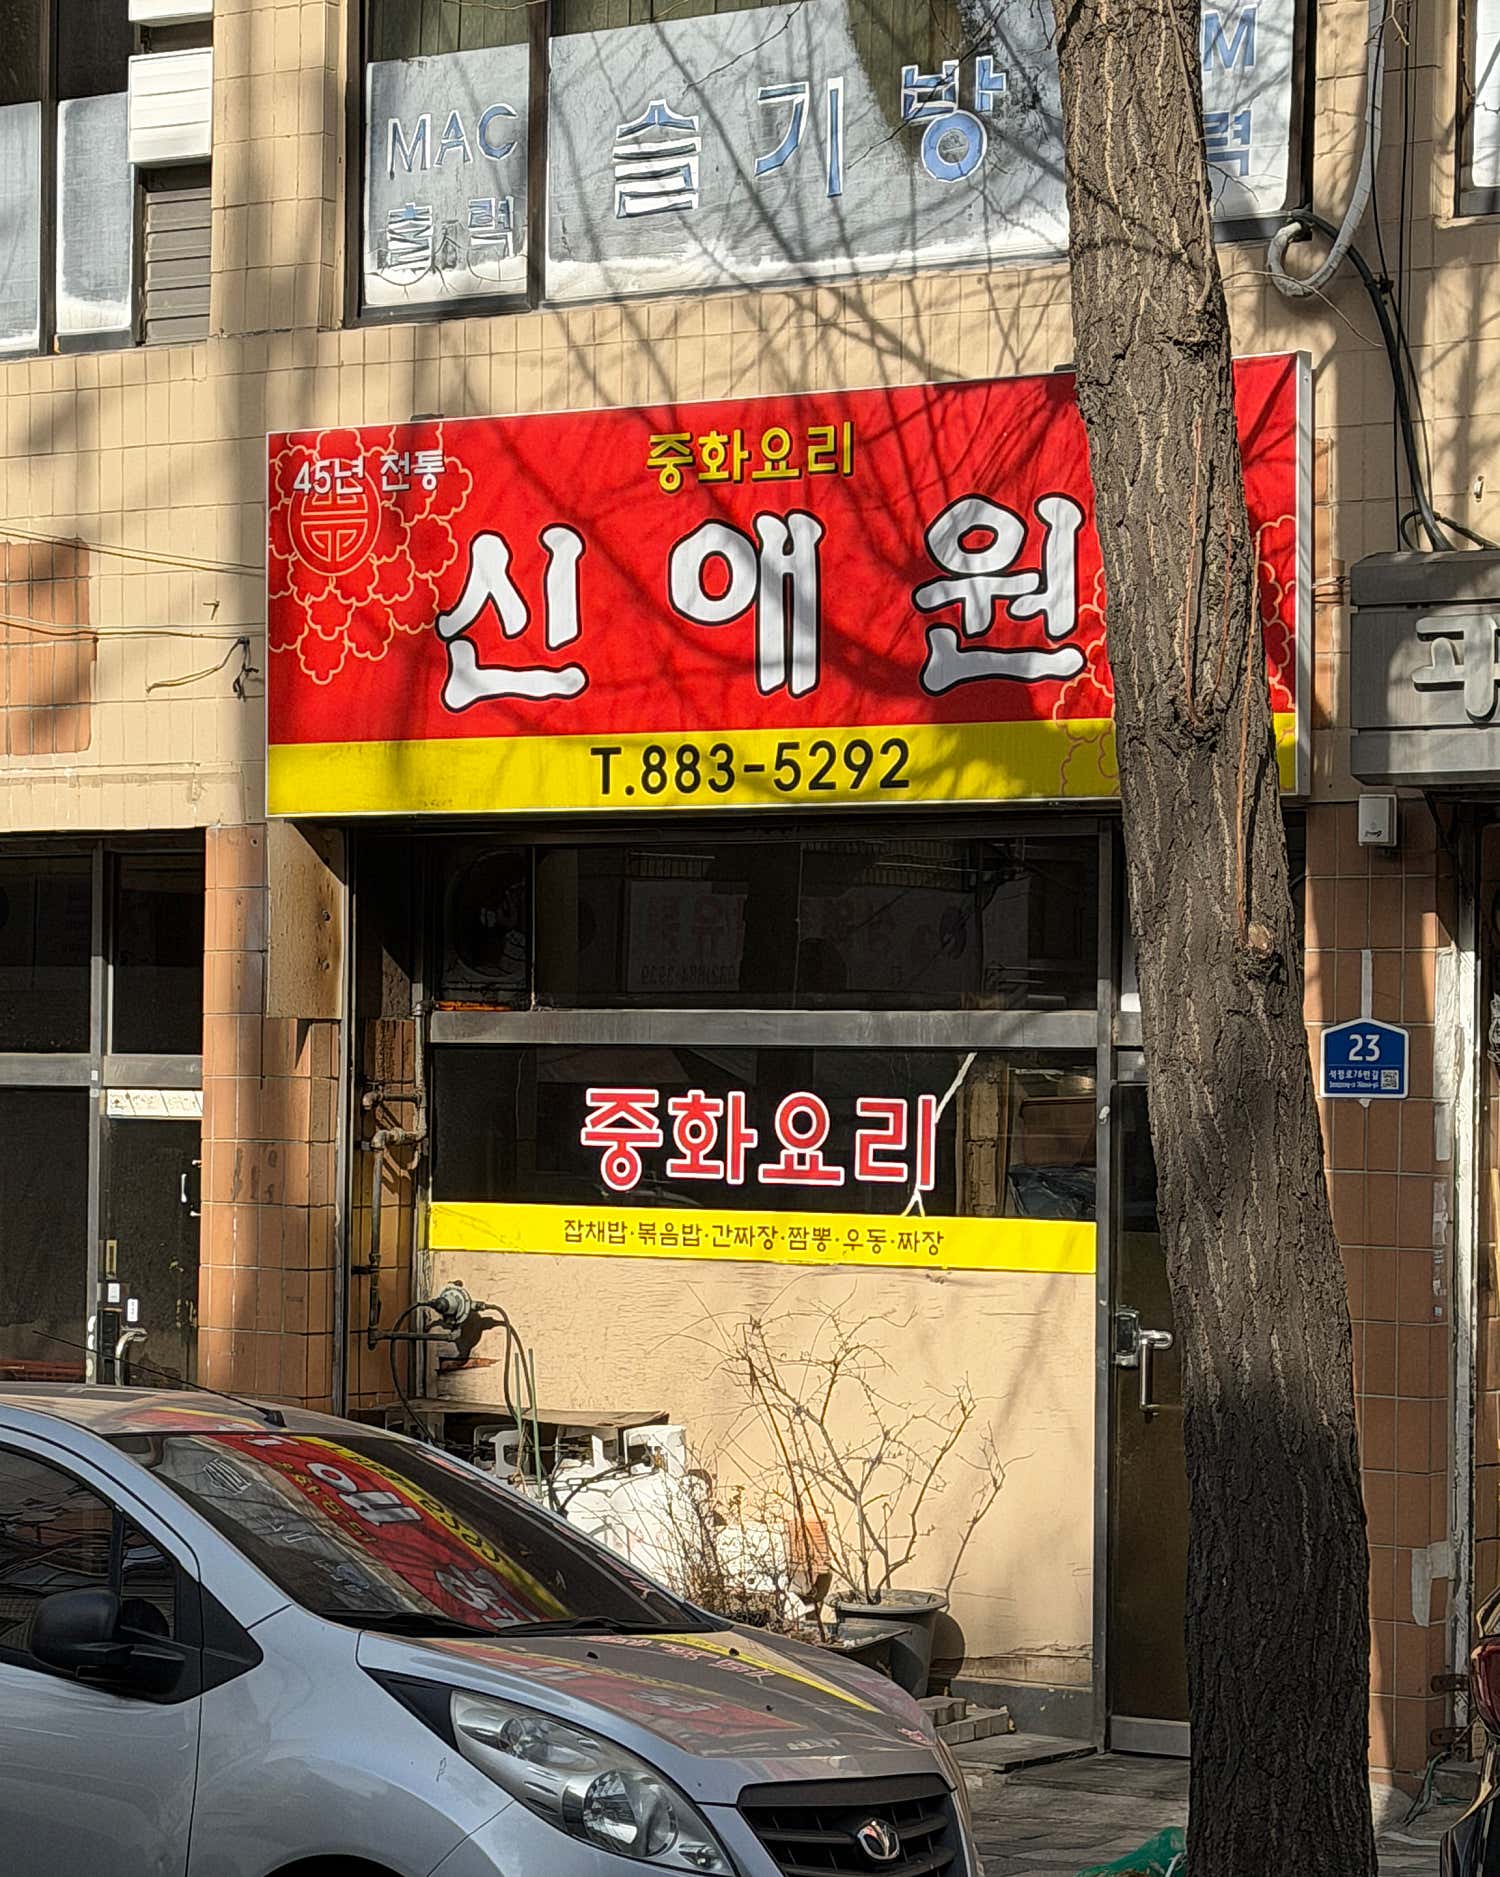 MAC
출력
슬기방
M
력
45년 전통
중화요리
신애원
T.883-5292
중화요리
잡채밥·볶음밥·간짜장·짬뽕·우동·짜장
23